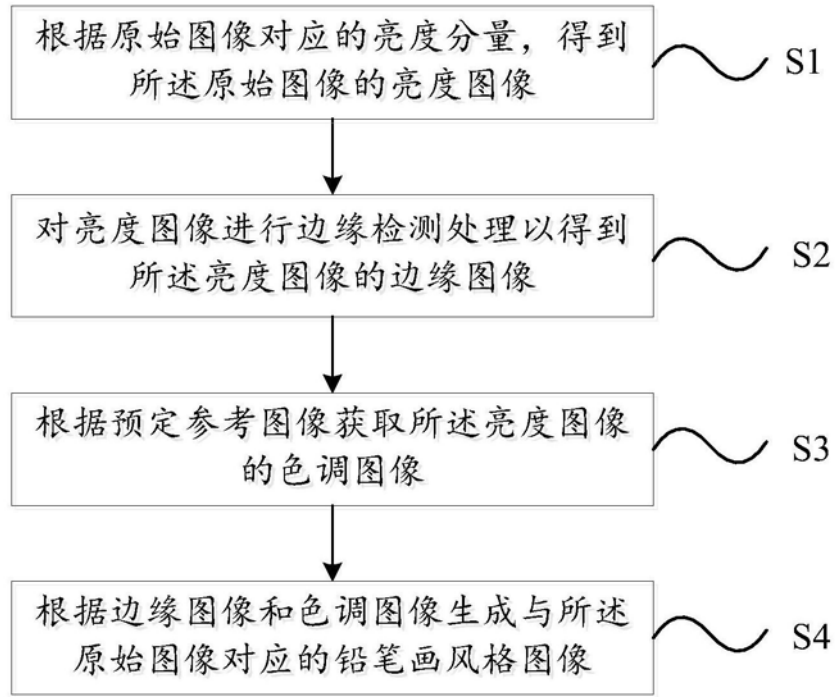 根据原始图像对应的亮度分量，得到
所述原始图像的亮度图像
S1
对亮度图像进行边缘检测处理以得到
所述亮度图像的边缘图像
S2
根据预定参考图像获取所述亮度图像
的色调图像
S3
根据边缘图像和色调图像生成与所述
原始图像对应的铅笔画风格图像
S4